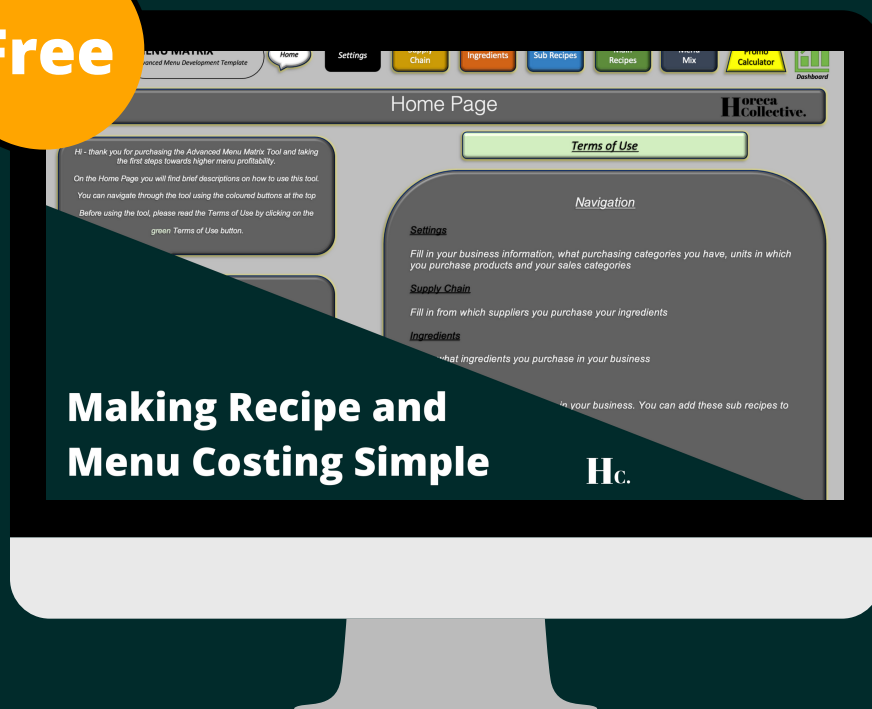 Free
MENU MATRIX
Advanced Menu Development Template
Home
Settings
Supply
Chain
Ingredients
Sub Recipes
Main
Recipes
Menu
Mix
Promo
Calculator
Dashboard
Home Page
Horeca
Collective.
Hi - thank you for purchasing the Advanced Menu Matrix Tool and taking
the first steps towards higher menu profitability.
On the Home Page you will find brief descriptions on how to use this tool.
You can navigate through the tool using the coloured buttons at the top
Before using the tool, please read the Terms of Use by clicking on the
green Terms of Use button.
Terms of Use
Navigation
Settings
Fill in your business information, what purchasing categories you have, units in which
you purchase products and your sales categories
Supply Chain
Fill in from which suppliers you purchase your ingredients
Ingredients
what ingredients you purchase in your business
in your business. You can add these sub recipes to
Making Recipe and
Menu Costing Simple
Hc.